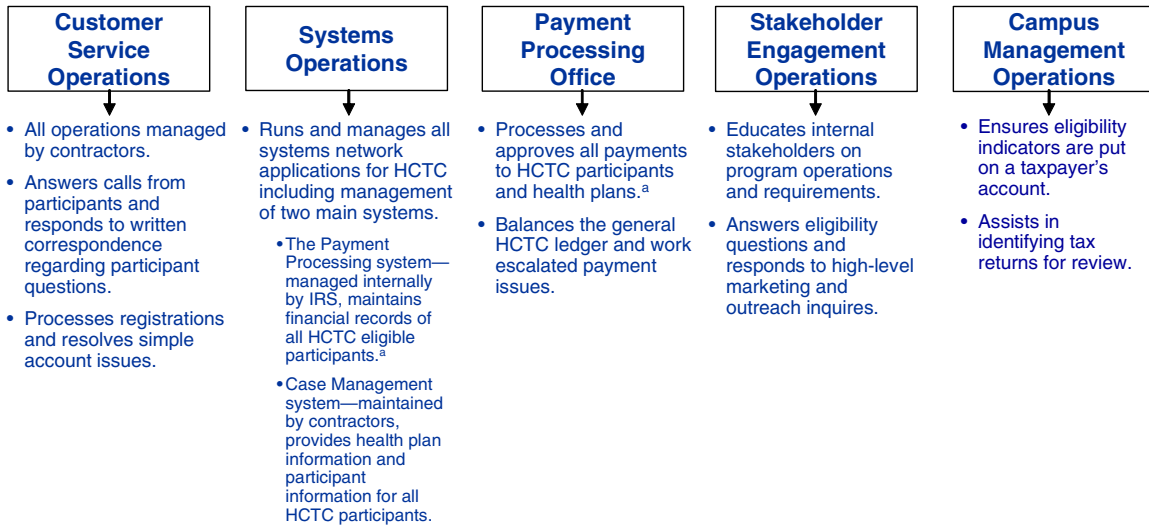 Customer
Service
Operations
• All operations managed
by contractors.
• Answers calls from
participants and
responds to written
correspondence
regarding participant
questions.
• Processes registrations
and resolves simple
account issues.
Systems
Operations
• Runs and manages all
systems network
applications for HCTC
including management
of two main systems.
• The Payment
Processing system—
managed internally
by IRS, maintains
financial records of
all HCTC eligible
participants.a
• Case Management
system—maintained
by contractors,
provides health plan
information and
participant
information for all
HCTC participants.
Payment
Processing
Office
• Processes and
approves all payments
to HCTC participants
and health plans.a
• Balances the general
HCTC ledger and work
escalated payment
issues.
Stakeholder
Engagement
Operations
• Educates internal
stakeholders on
program operations
and requirements.
• Answers eligibility
questions and
responds to high-level
marketing and
outreach inquires.
Campus
Management
Operations
• Ensures eligibility
indicators are put
on a taxpayer’s
account.
• Assists in
identifying tax
returns for review.